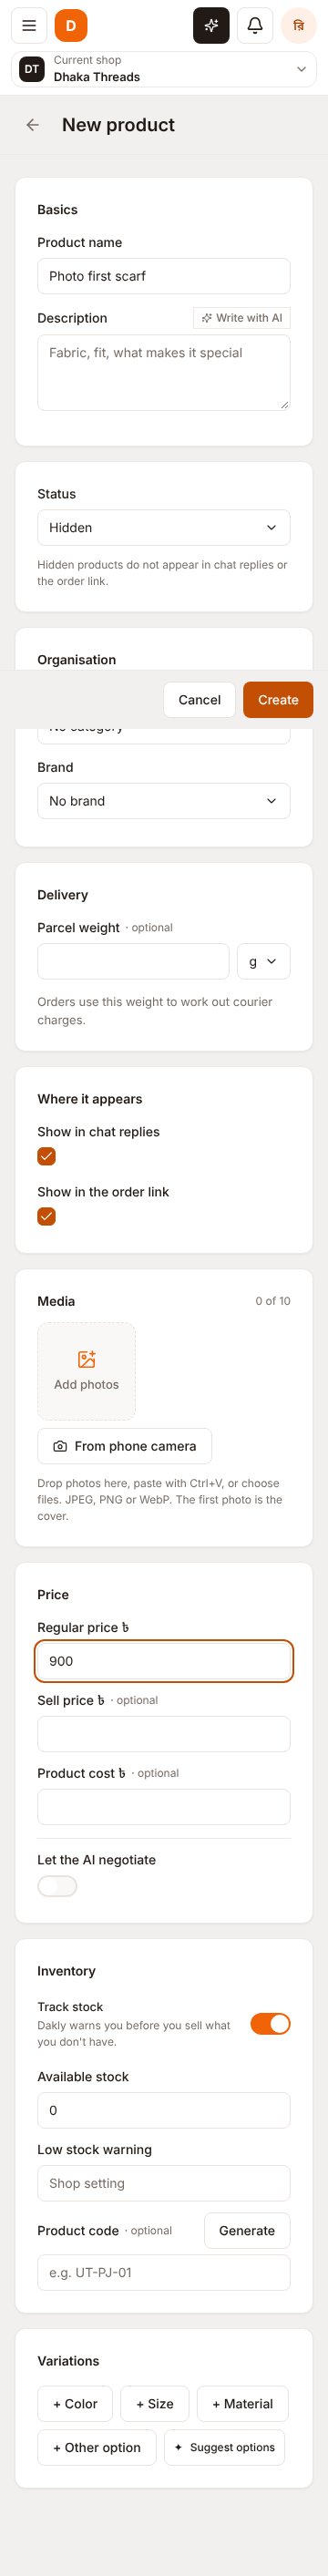 D
রি
DT
Current shop
Dhaka Threads
New product
Basics
Product name
Photo first scarf
Description
Write with AI
Fabric, fit, what makes it special
Status
Hidden
Hidden products do not appear in chat replies or
the order link.
Organisation
Cancel
Create
Brand
No brand
Delivery
Parcel weight · optional
g
Orders use this weight to work out courier
charges.
Where it appears
Show in chat replies
Show in the order link
Media
0 of 10
Add photos
From phone camera
Drop photos here, paste with Ctrl+V, or choose
files. JPEG, PNG or WebP. The first photo is the
cover.
Price
Regular price ৳
900
Sell price ৳ · optional
Product cost ৳ · optional
Let the AI negotiate
Inventory
Track stock
Dakly warns you before you sell what
you don't have.
Available stock
0
Low stock warning
Shop setting
Product code · optional
Generate
e.g. UT-PJ-01
Variations
+ Color
+ Size
+ Material
+ Other option
✦ Suggest options